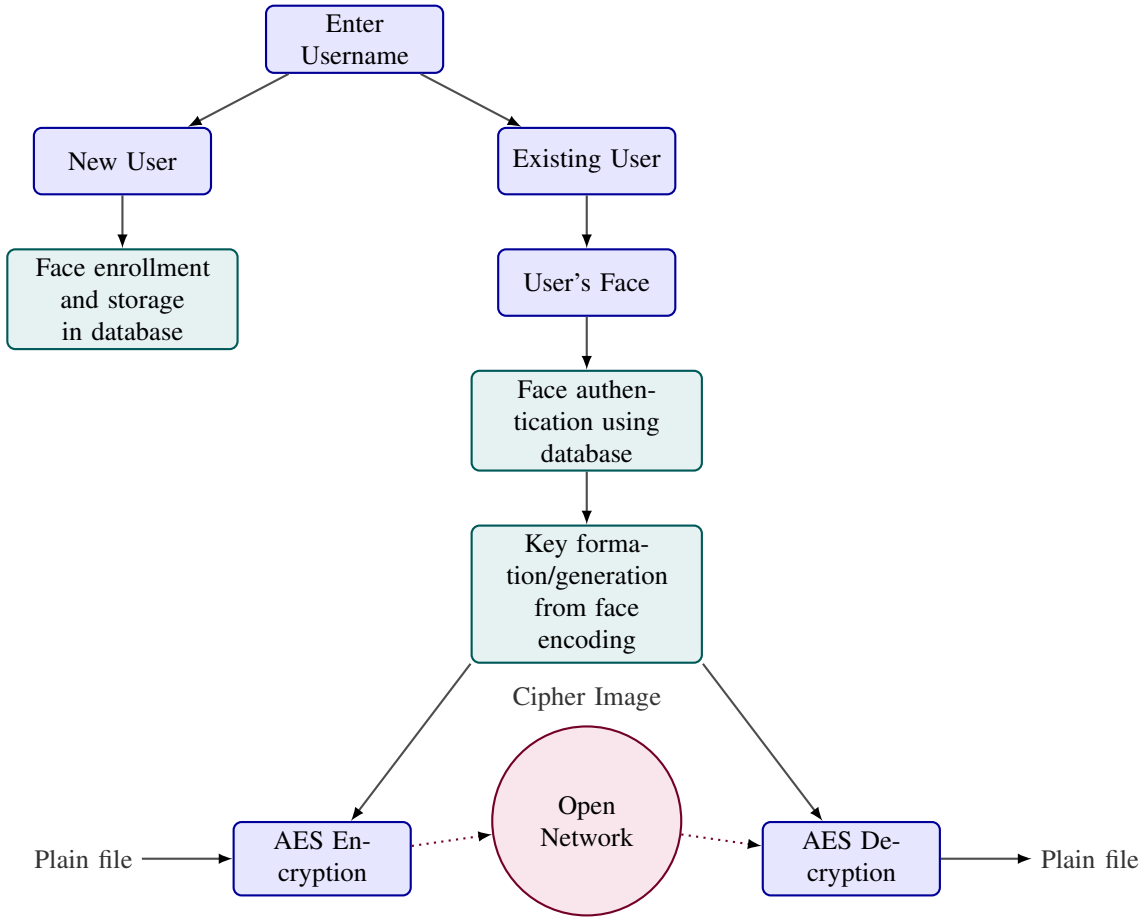 Enter
Username
New User
Existing User
Face enrollment
and storage
in database
User's Face
Face authen-
tication using
database
Key forma-
tion/generation
from face
encoding
Cipher Image
Open
Network
Plain file
AES En-
cryption
AES De-
cryption
Plain file